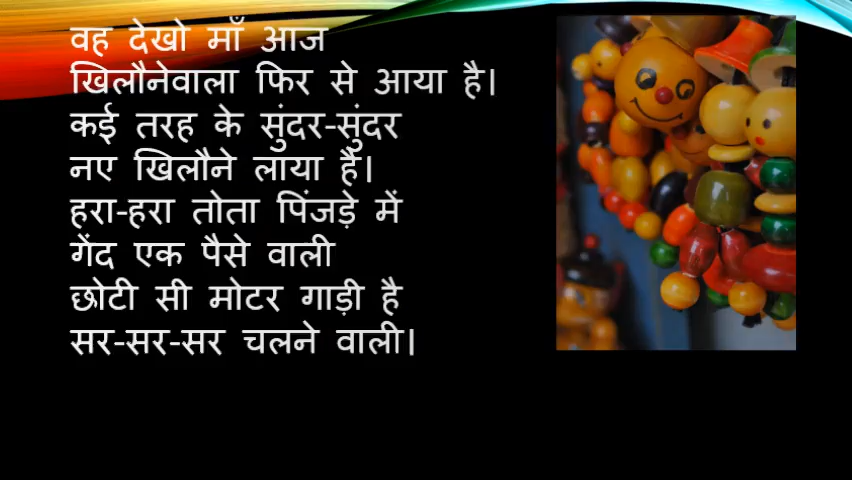 वह देखो माँ आज
खिलौनेवाला फिर से आया है।
कई तरह के सुंदर-सुंदर
नए खिलौने लाया है।
हरा-हरा तोता पिंजड़े में
गेंद एक पैसे वाली
छोटी सी मोटर गाड़ी है
सर-सर-सर चलने वाली।